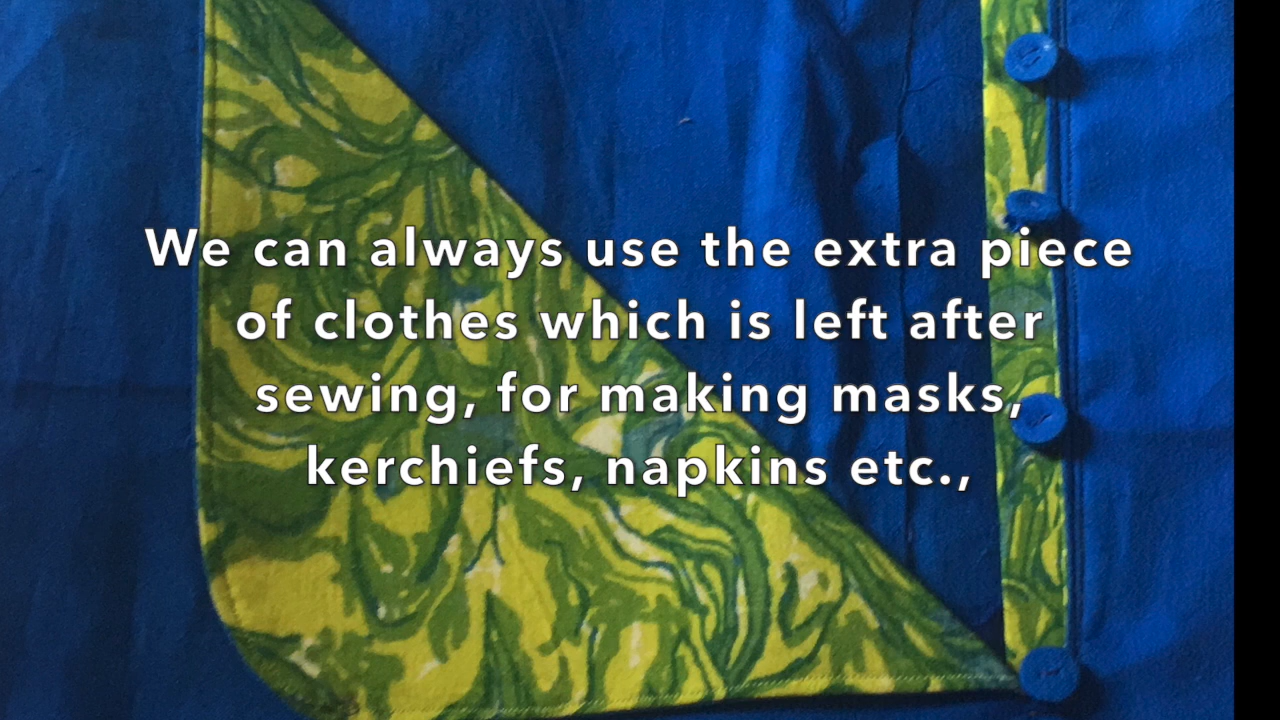 We can always use the extra piece
of clothes which is left after
sewing, for making masks,
kerchiefs, napkins etc.,